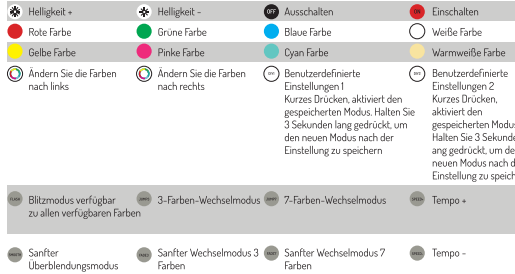 Helligkeit +
Helligkeit -
OFF Ausschalten
ON Einschalten
Rote Farbe
Grüne Farbe
Blaue Farbe
Weiße Farbe
Gelbe Farbe
Pinke Farbe
Cyan Farbe
Warmweiße Farbe
Ändern Sie die Farben
nach links
Ändern Sie die Farben
nach rechts
DIY1 Benutzerdefinierte
Einstellungen 1
Kurzes Drücken, aktiviert den
gespeicherten Modus. Halten Sie
3 Sekunden lang gedrückt, um
den neuen Modus nach der
Einstellung zu speichern
Benutzerdefinierte
Einstellungen 2
Kurzes Drücken,
aktiviert den
gespeicherten Modus
Halten Sie 3 Sekunde
lang gedrückt, um de
neuen Modus nach d
Einstellung zu speich
FLASH Blitzmodus verfügbar
zu allen verfügbaren Farben
3-Farben-Wechselmodus
7-Farben-Wechselmodus
Tempo +
Sanfter
Überblendungsmodus
Sanfter Wechselmodus 3
Farben
Sanfter Wechselmodus 7
Farben
Tempo -